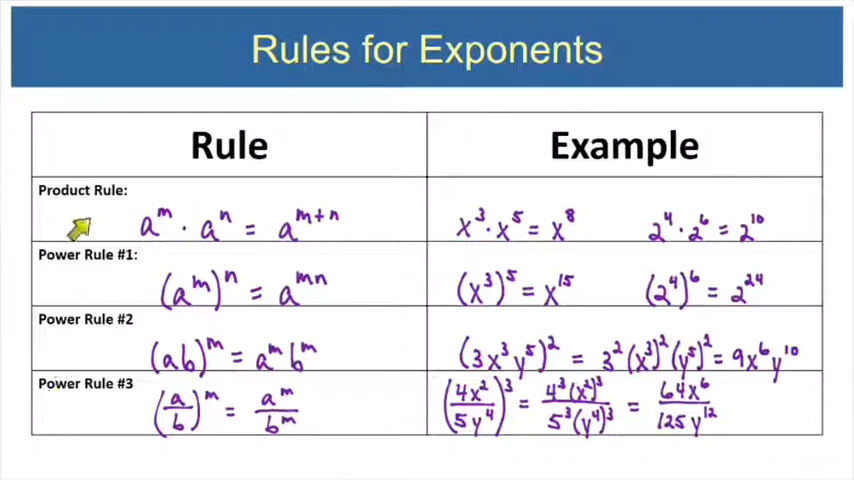 Rules for Exponents
Rule Example
Product Rule:
a^m · a^n = a^{m+n} x^3 · x^5 = x^8 2^4 · 2^6 = 2^{10}
Power Rule #1:
(a^m)^n = a^{mn} (x^3)^5 = x^{15} (2^4)^6 = 2^{24}
Power Rule #2
(ab)^m = a^m b^m (3x^3 y^5)^2 = 3^2 (x^3)^2 (y^5)^2 = 9x^6 y^{10}
Power Rule #3
(a/b)^m = a^m/b^m (4x^2/5y^4)^3 = 4^3 (x^2)^3/5^3 (y^4)^3 = 64x^6/125y^{12}